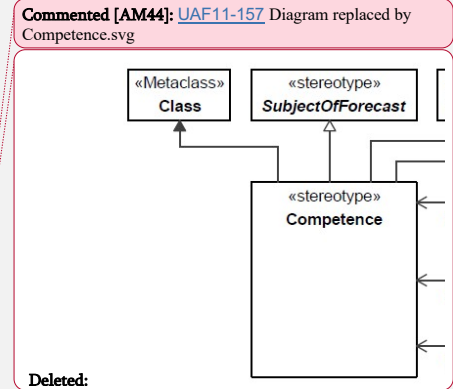 Commented [AM44]: UAF11-157 Diagram replaced by
Competence.svg
«Metaclass»
Class
«stereotype»
SubjectOfForecast
«stereotype»
Competence
Deleted: